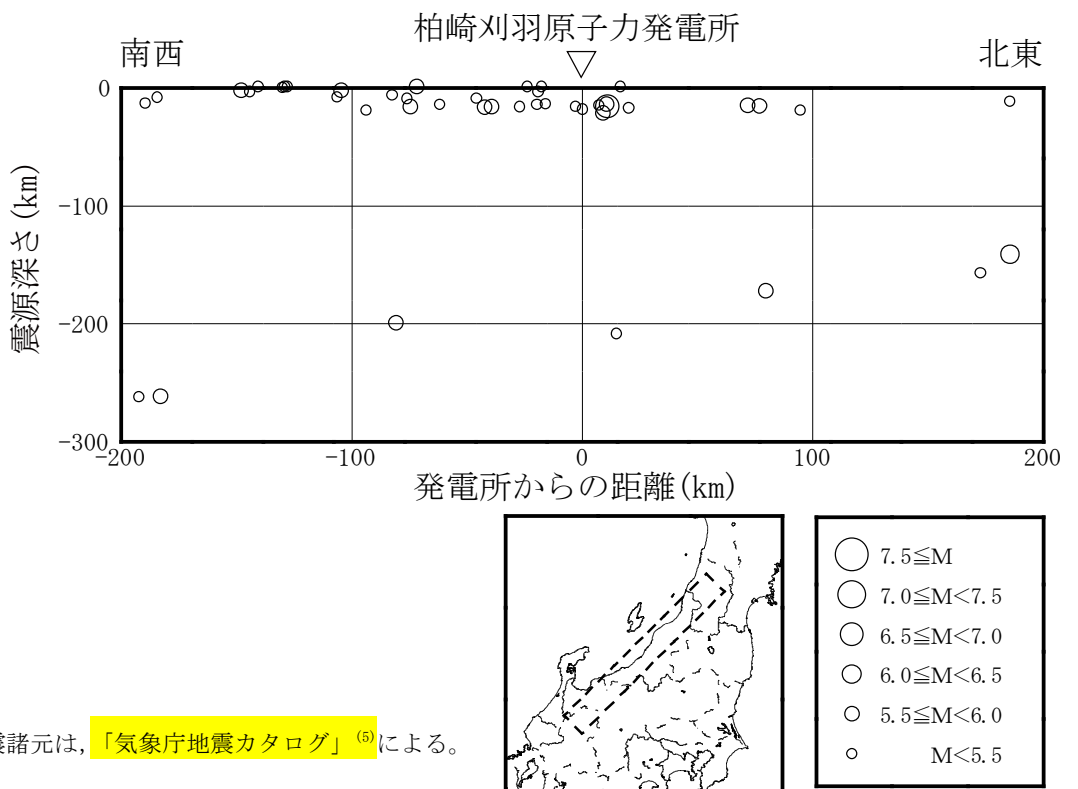 柏崎刈羽原子力発電所
南西
▽
北東
震源深さ(km)
0
-100
-200
-300
-200
-100
0
100
200
発電所からの距離(km)
7.5≦M
7.0≦M<7.5
6.5≦M<7.0
6.0≦M<6.5
5.5≦M<6.0
M<5.5
諸元は,「気象庁地震カタログ」(5)による。